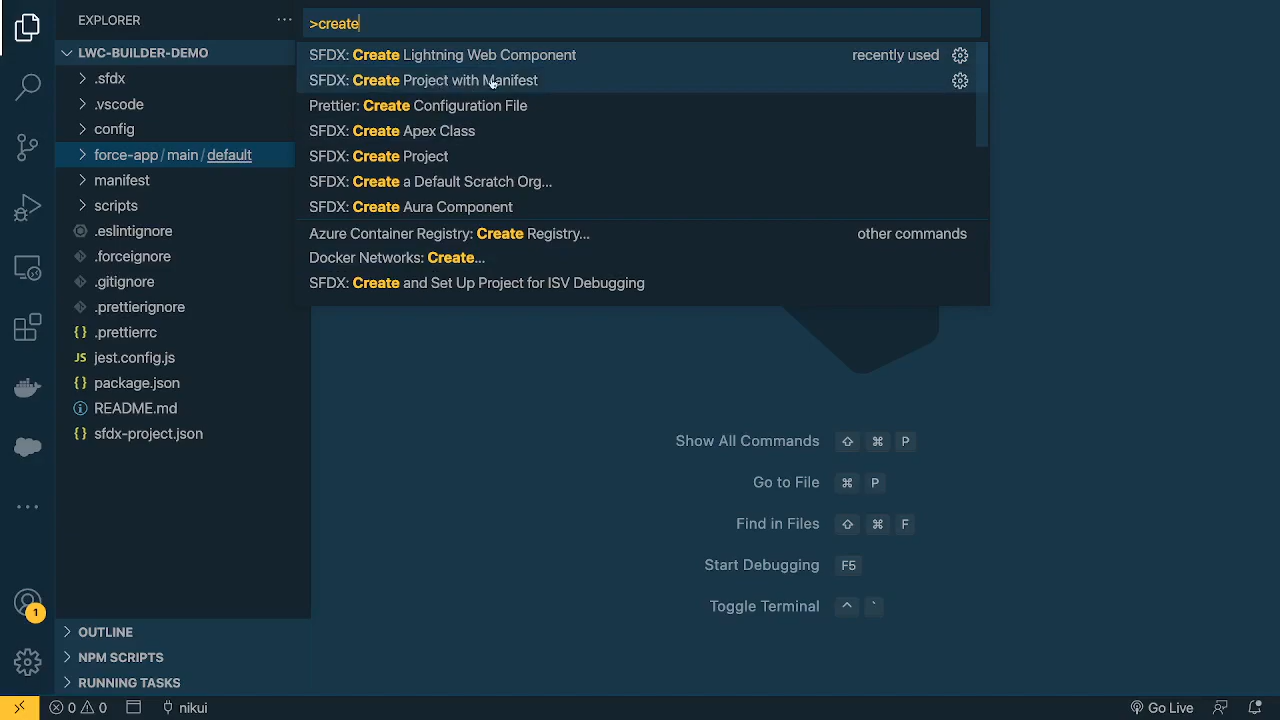 EXPLORER
...
LWC-BUILDER-DEMO
.sfdx
.vscode
config
force-app/main/default
manifest
scripts
.eslintignore
.forceignore
.gitignore
.prettierignore
{} .prettierrc
JS jest.config.js
{} package.json
README.md
{} sfdx-project.json
OUTLINE
NPM SCRIPTS
RUNNING TASKS
>create
SFDX: Create Lightning Web Component recently used
SFDX: Create Project with Manifest
Prettier: Create Configuration File
SFDX: Create Apex Class
SFDX: Create Project
SFDX: Create a Default Scratch Org...
SFDX: Create Aura Component
Azure Container Registry: Create Registry... other commands
Docker Networks: Create...
SFDX: Create and Set Up Project for ISV Debugging
Show All Commands ⇧ ⌘ P
Go to File ⌘ P
Find in Files ⇧ ⌘ F
Start Debugging F5
Toggle Terminal ^ `
1
0 0 nikui Go Live